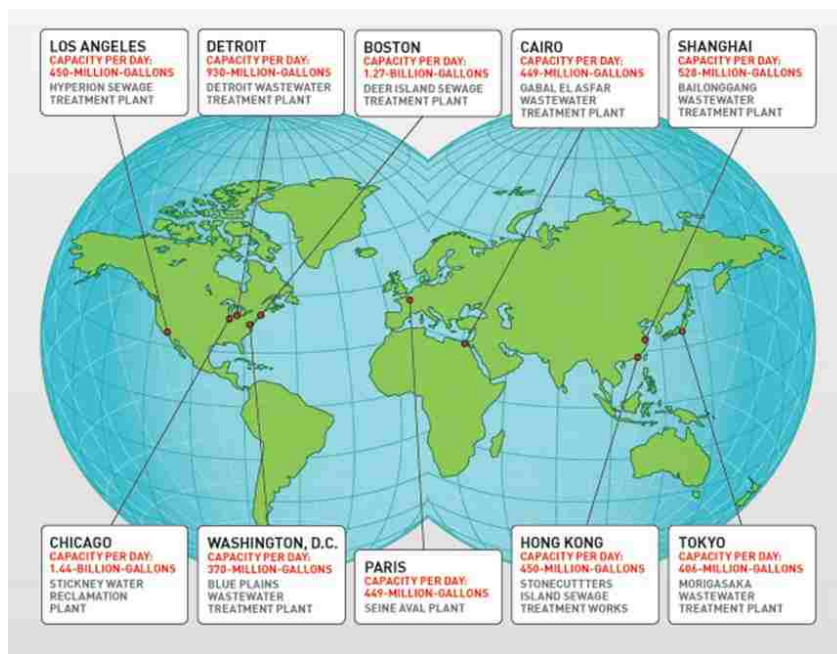 LOS ANGELES
CAPACITY PER DAY:
450-MILLION-GALLONS
HYPERION SEWAGE
TREATMENT PLANT
DETROIT
CAPACITY PER DAY:
930-MILLION-GALLONS
DETROIT WASTEWATER
TREATMENT PLANT
BOSTON
CAPACITY PER DAY:
1.27-BILLION-GALLONS
DEER ISLAND SEWAGE
TREATMENT PLANT
CAIRO
CAPACITY PER DAY:
449-MILLION-GALLONS
GABAL EL ASFAR
WASTEWATER
TREATMENT PLANT
SHANGHAI
CAPACITY PER DAY:
528-MILLION-GALLONS
BAILONGGANG
WASTEWATER
TREATMENT PLANT
CHICAGO
CAPACITY PER DAY:
1.44-BILLION-GALLONS
STICKNEY WATER
RECLAMATION
PLANT
WASHINGTON, D.C.
CAPACITY PER DAY:
370-MILLION-GALLONS
BLUE PLAINS
WASTEWATER
TREATMENT PLANT
PARIS
CAPACITY PER DAY:
449-MILLION-GALLONS
SEINE AVAL PLANT
HONG KONG
CAPACITY PER DAY:
450-MILLION-GALLONS
STONECUTTTERS
ISLAND SEWAGE
TREATMENT WORKS
TOKYO
CAPACITY PER DAY:
406-MILLION-GALLONS
MORIGASAKA
WASTEWATER
TREATMENT PLANT